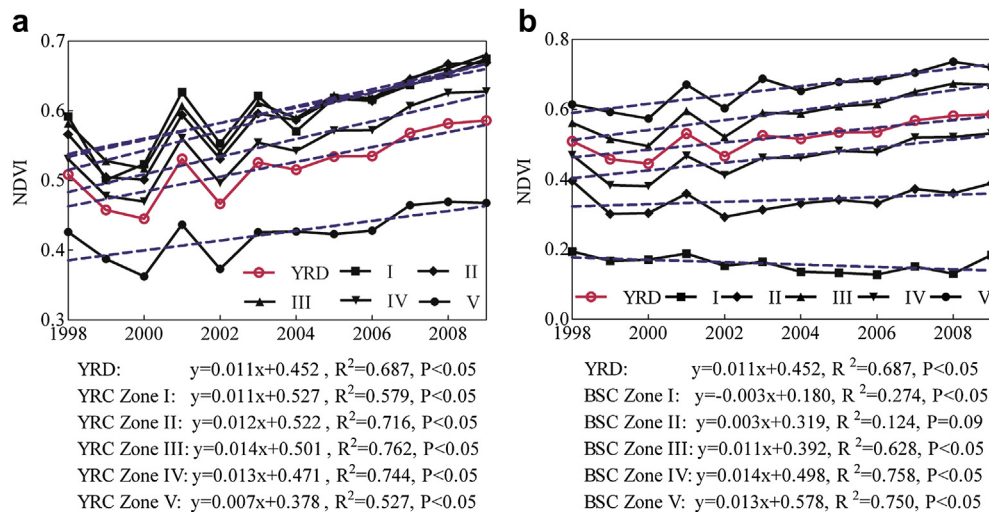 a
0.7
0.6
0.5
0.4
0.3
NDVI
YRD I II
III IV V
1998 2000 2002 2004 2006 2008
YRD: y=0.011x+0.452 , R²=0.687, P<0.05
YRC Zone I: y=0.011x+0.527 , R²=0.579, P<0.05
YRC Zone II: y=0.012x+0.522 , R²=0.716, P<0.05
YRC Zone III: y=0.014x+0.501 , R²=0.762, P<0.05
YRC Zone IV: y=0.013x+0.471 , R²=0.744, P<0.05
YRC Zone V: y=0.007x+0.378 , R²=0.527, P<0.05
b
0.8
0.6
0.4
0.2
0.0
NDVI
YRD I II III IV V
1998 2000 2002 2004 2006 2008
YRD: y=0.011x+0.452, R ²=0.687, P<0.05
BSC Zone I: y=-0.003x+0.180, R ²=0.274, P<0.05
BSC Zone II: y=0.003x+0.319, R ²=0.124, P=0.09
BSC Zone III: y=0.011x+0.392, R ²=0.628, P<0.05
BSC Zone IV: y=0.014x+0.498, R ²=0.758, P<0.05
BSC Zone V: y=0.013x+0.578, R ²=0.750, P<0.05